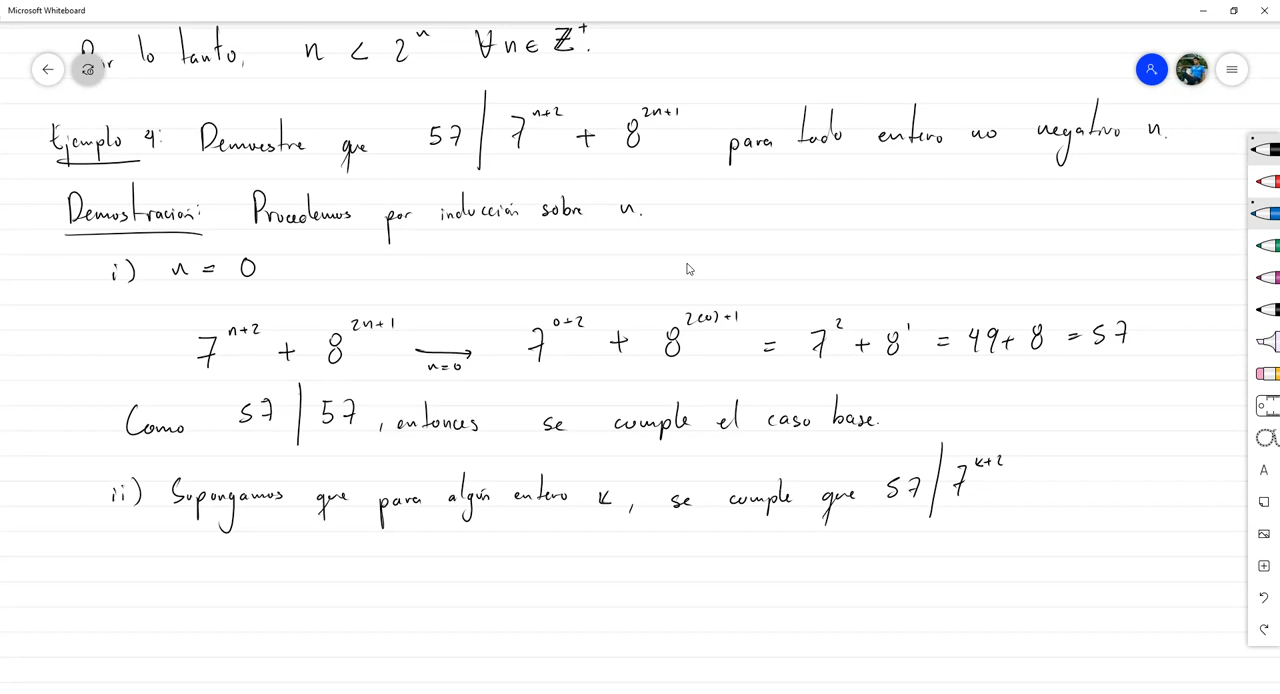 Microsoft Whiteboard
Por lo tanto, n < 2^n ∀n ∈ ℤ^+.
Ejemplo 4: Demuestre que 57 | 7^{n+2} + 8^{2n+1} para todo entero no negativo n.
Demostración: Procedemos por inducción sobre n.
i) n = 0
7^{n+2} + 8^{2n+1} →_{n=0} 7^{0+2} + 8^{2(0)+1} = 7^2 + 8^1 = 49 + 8 = 57
Como 57 | 57, entonces se cumple el caso base.
ii) Supongamos que para algún entero k, se cumple que 57 | 7^{k+2}